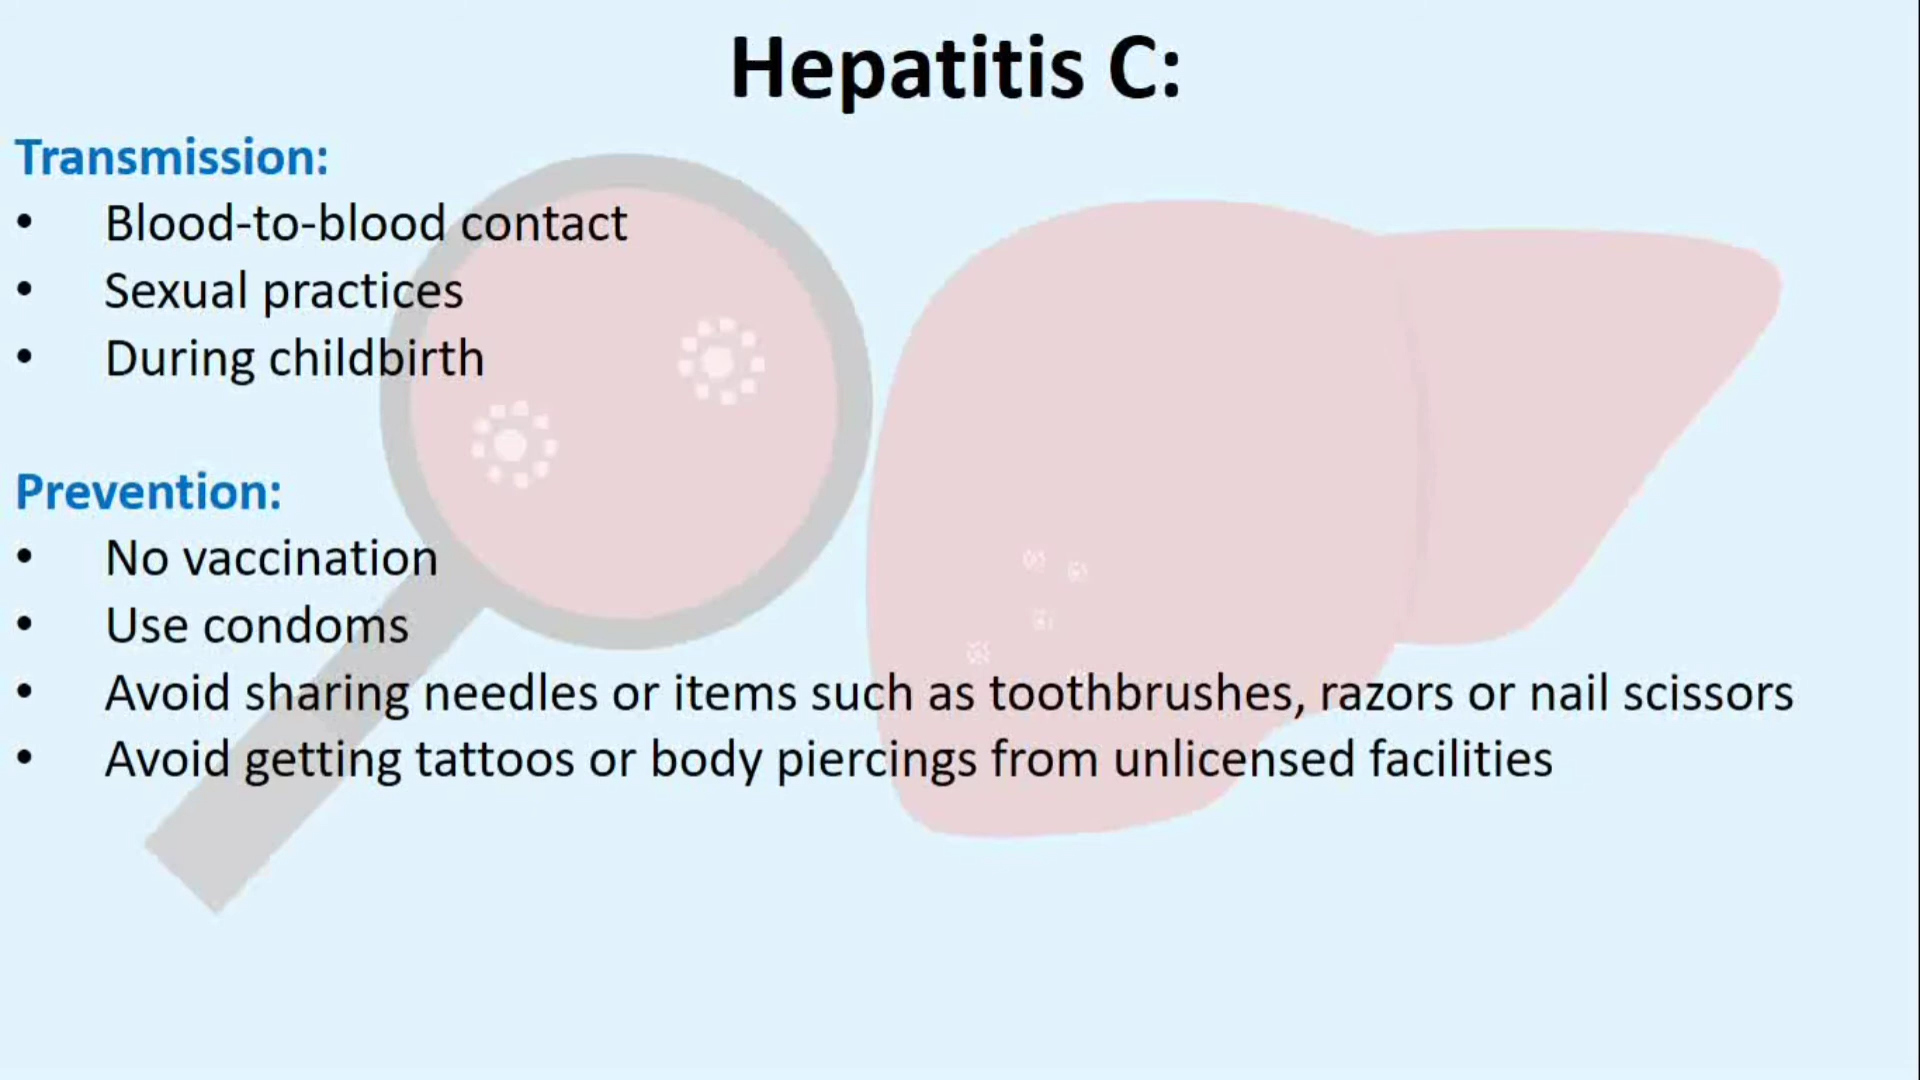 Hepatitis C:
Transmission:
• Blood-to-blood contact
• Sexual practices
• During childbirth
Prevention:
• No vaccination
• Use condoms
• Avoid sharing needles or items such as toothbrushes, razors or nail scissors
• Avoid getting tattoos or body piercings from unlicensed facilities